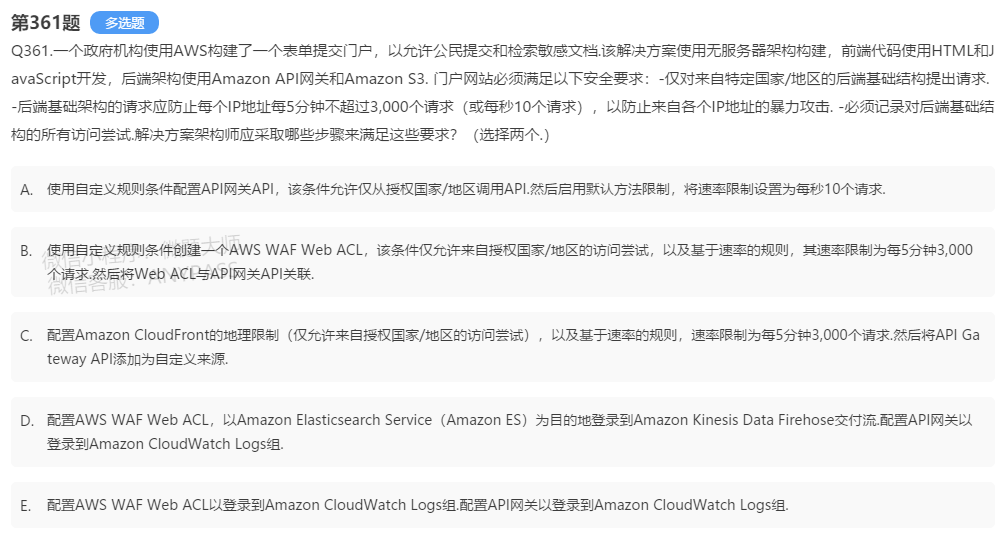 第361题 多选题
Q361.一个政府机构使用AWS构建了一个表单提交门户，以允许公民提交和检索敏感文档.该解决方案使用无服务器架构构建，前端代码使用HTML和J
avaScript开发，后端架构使用Amazon API网关和Amazon S3. 门户网站必须满足以下安全要求：-仅对来自特定国家/地区的后端基础结构提出请求.
-后端基础架构的请求应防止每个IP地址每5分钟不超过3,000个请求（或每秒10个请求），以防止来自各个IP地址的暴力攻击. -必须记录对后端基础结
构的所有访问尝试.解决方案架构师应采取哪些步骤来满足这些要求？（选择两个.）
A. 使用自定义规则条件配置API网关API，该条件允许仅从授权国家/地区调用API.然后启用默认方法限制，将速率限制设置为每秒10个请求.
B. 使用自定义规则条件创建一个AWS WAF Web ACL，该条件仅允许来自授权国家/地区的访问尝试，以及基于速率的规则，其速率限制为每5分钟3,000
个请求.然后将Web ACL与API网关API关联.
微信小程序：微题大师
微信客服：ANYPASS
C. 配置Amazon CloudFront的地理限制（仅允许来自授权国家/地区的访问尝试），以及基于速率的规则，速率限制为每5分钟3,000个请求.然后将API Ga
teway API添加为自定义来源.
D. 配置AWS WAF Web ACL，以Amazon Elasticsearch Service（Amazon ES）为目的地登录到Amazon Kinesis Data Firehose交付流.配置API网关以
登录到Amazon CloudWatch Logs组.
E. 配置AWS WAF Web ACL以登录到Amazon CloudWatch Logs组.配置API网关以登录到Amazon CloudWatch Logs组.